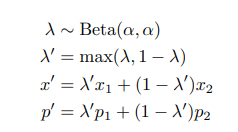 λ ∼ Beta(α, α)
λ′ = max(λ, 1 − λ)
x′ = λ′x₁ + (1 − λ′)x₂
p′ = λ′p₁ + (1 − λ′)p₂